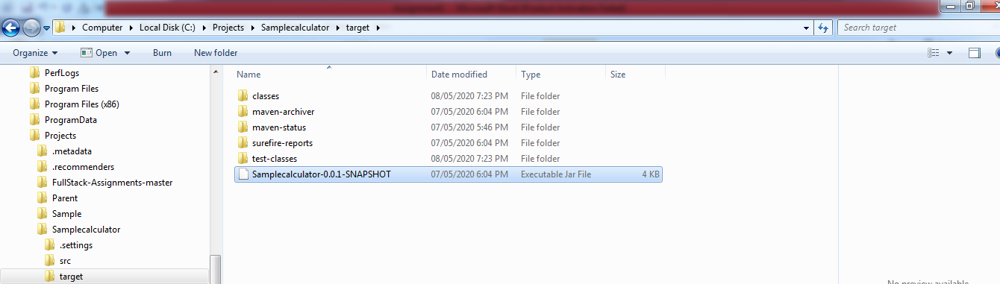 Computer Local Disk (C:) Projects Samplecalculator target Search target
Organize Open Burn New folder
PerfLogs
Program Files
Program Files (x86)
ProgramData
Projects
.metadata
.recommenders
FullStack-Assignments-master
Parent
Sample
Samplecalculator
.settings
src
target
Name Date modified Type Size
classes 08/05/2020 7:23 PM File folder
maven-archiver 07/05/2020 6:04 PM File folder
maven-status 07/05/2020 5:46 PM File folder
surefire-reports 07/05/2020 6:04 PM File folder
test-classes 08/05/2020 7:23 PM File folder
Samplecalculator-0.0.1-SNAPSHOT 07/05/2020 6:04 PM Executable Jar File 4 KB
No preview available